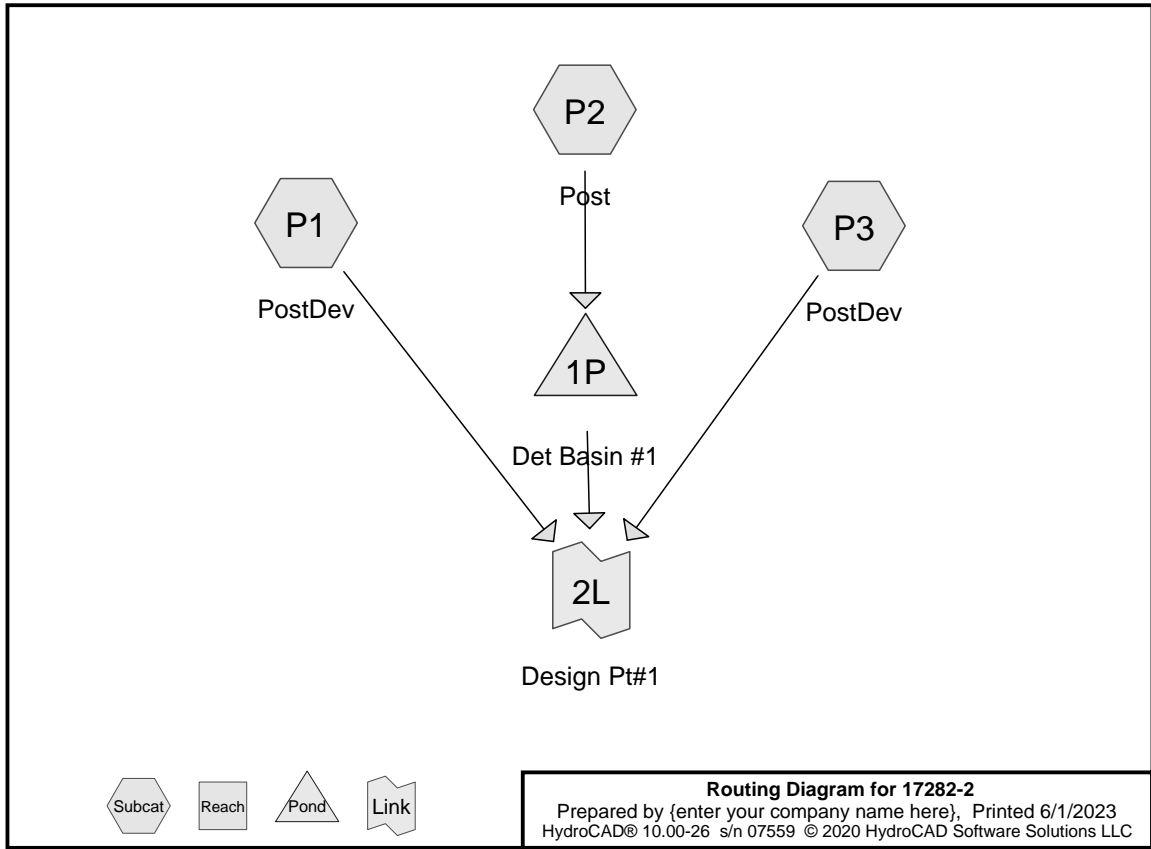 P2
Post
P1
PostDev
P3
PostDev
1P
Det Basin #1
2L
Design Pt#1
Subcat
Reach
Pond
Link
Routing Diagram for 17282-2
Prepared by {enter your company name here}, Printed 6/1/2023
HydroCAD® 10.00-26 s/n 07559 © 2020 HydroCAD Software Solutions LLC